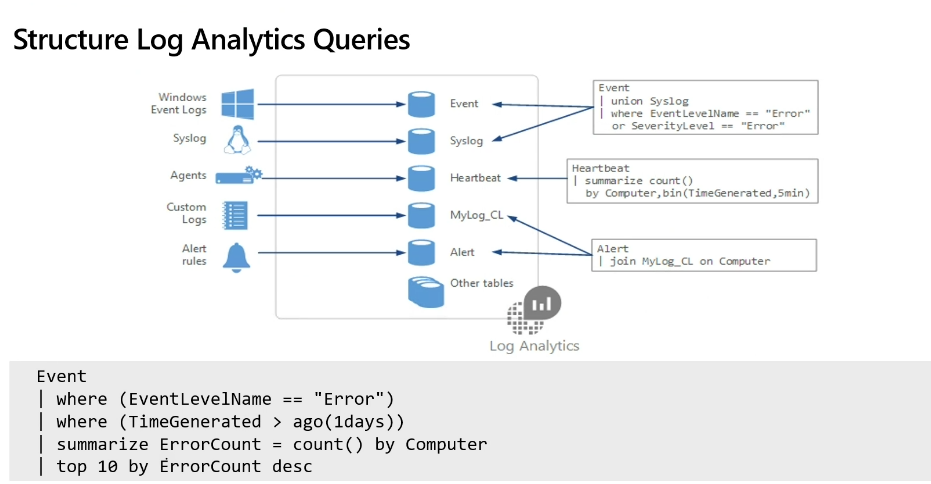 Structure Log Analytics Queries
Windows
Event Logs
Event
Event
| union Syslog
| where EventLevelName == "Error"
or SeverityLevel == "Error"
Syslog
Syslog
Agents
Heartbeat
Heartbeat
| summarize count()
by Computer,bin(TimeGenerated,5min)
Custom
Logs
MyLog_CL
Alert
rules
Alert
Alert
| join MyLog_CL on Computer
Other tables
Log Analytics
Event
| where (EventLevelName == "Error")
| where (TimeGenerated > ago(1days))
| summarize ErrorCount = count() by Computer
| top 10 by ErrorCount desc